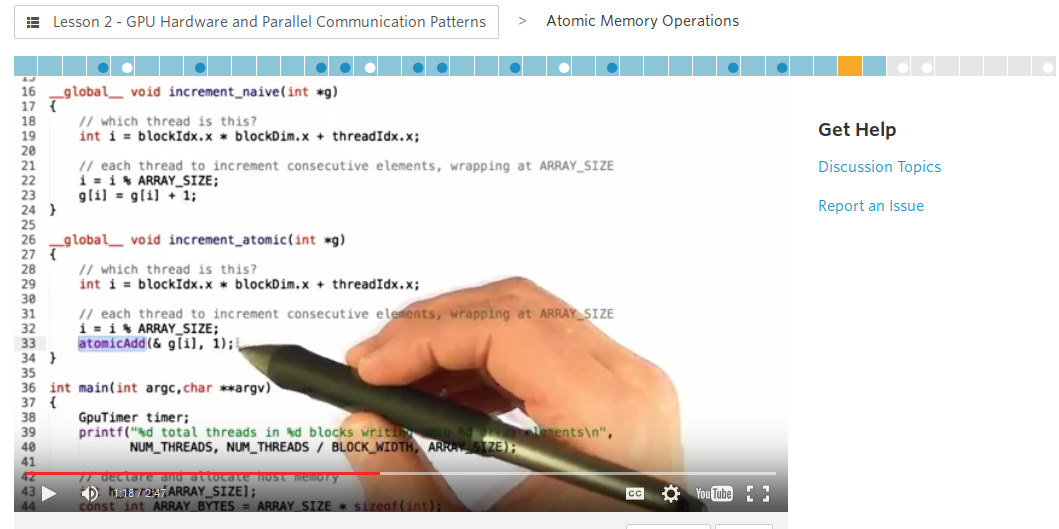 Lesson 2 - GPU Hardware and Parallel Communication Patterns > Atomic Memory Operations
15
16 __global__ void increment_naive(int *g)
17 {
18 // which thread is this?
19 int i = blockIdx.x * blockDim.x + threadIdx.x;
20
21 // each thread to increment consecutive elements, wrapping at ARRAY_SIZE
22 i = i % ARRAY_SIZE;
23 g[i] = g[i] + 1;
24 }
25
26 __global__ void increment_atomic(int *g)
27 {
28 // which thread is this?
29 int i = blockIdx.x * blockDim.x + threadIdx.x;
30
31 // each thread to increment consecutive elements, wrapping at ARRAY_SIZE
32 i = i % ARRAY_SIZE;
33 atomicAdd(& g[i], 1);
34 }
35
36 int main(int argc,char **argv)
37 {
38 GpuTimer timer;
39 printf("%d total threads in %d blocks writing %d elements\n",
40 NUM_THREADS, NUM_THREADS / BLOCK_WIDTH, ARRAY_SIZE);
41
42 // declare and allocate host memory
43 [ARRAY_SIZE];
44 const int ARRAY_BYTES = ARRAY_SIZE * sizeof(int);
1:18 / 2:47
CC
YouTube
Get Help
Discussion Topics
Report an Issue